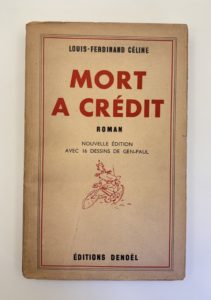 LOUIS-FERDINAND CÉLINE
MORT
A CRÉDIT
ROMAN
NOUVELLE ÉDITION
AVEC 16 DESSINS DE GEN-PAUL
ÉDITIONS DENOËL